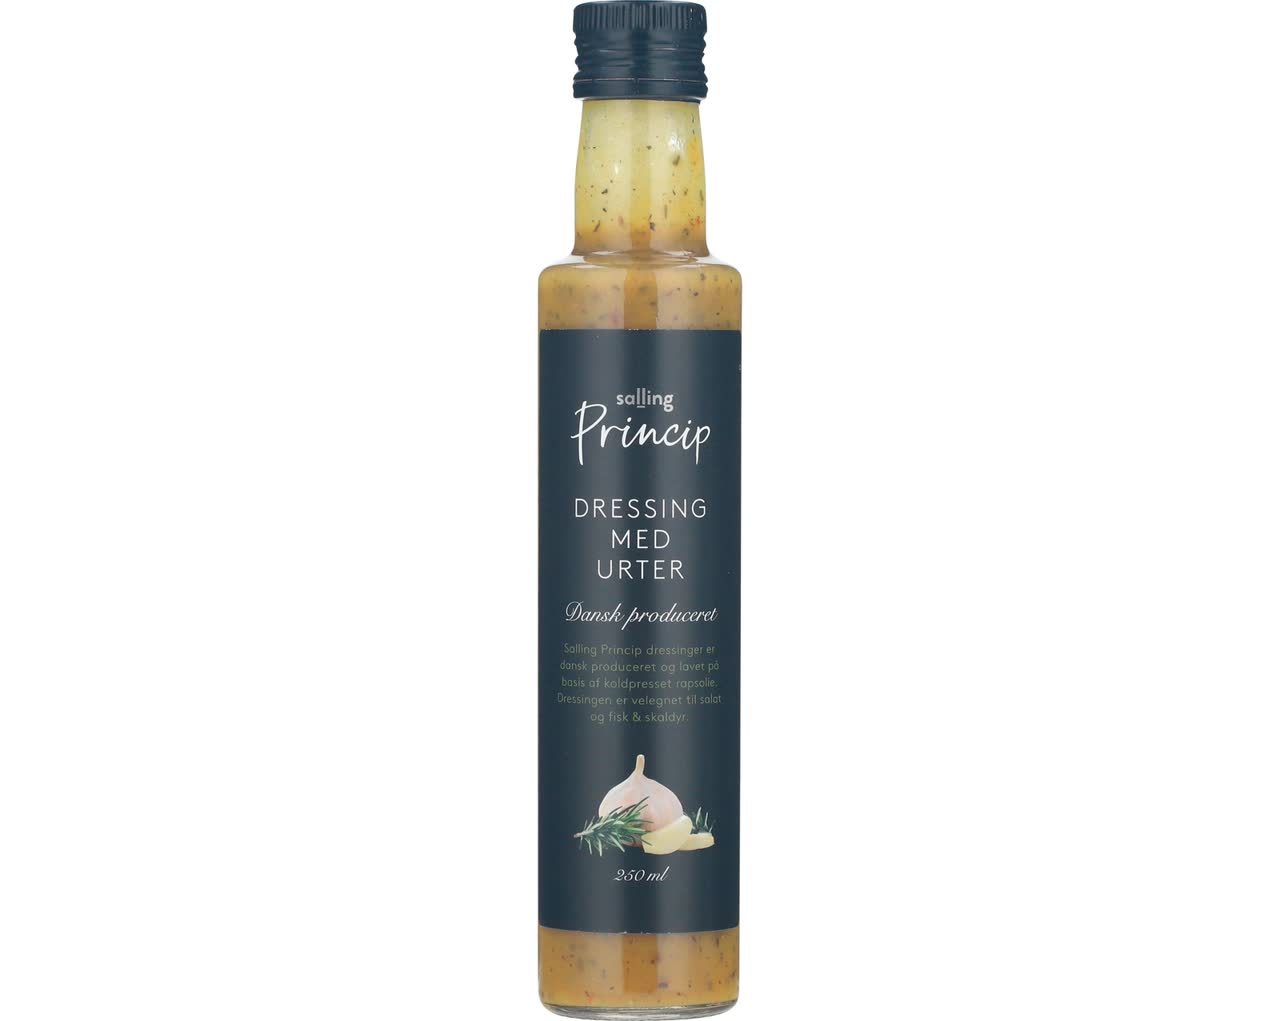 salling
Princip
DRESSING
MED
URTER
Dansk produceret
Salling Princip dressinger er
dansk produceret og lavet på
basis af koldpresset rapsolie.
Dressingen er velegnet til salat
og fisk & skaldyr.
250 ml